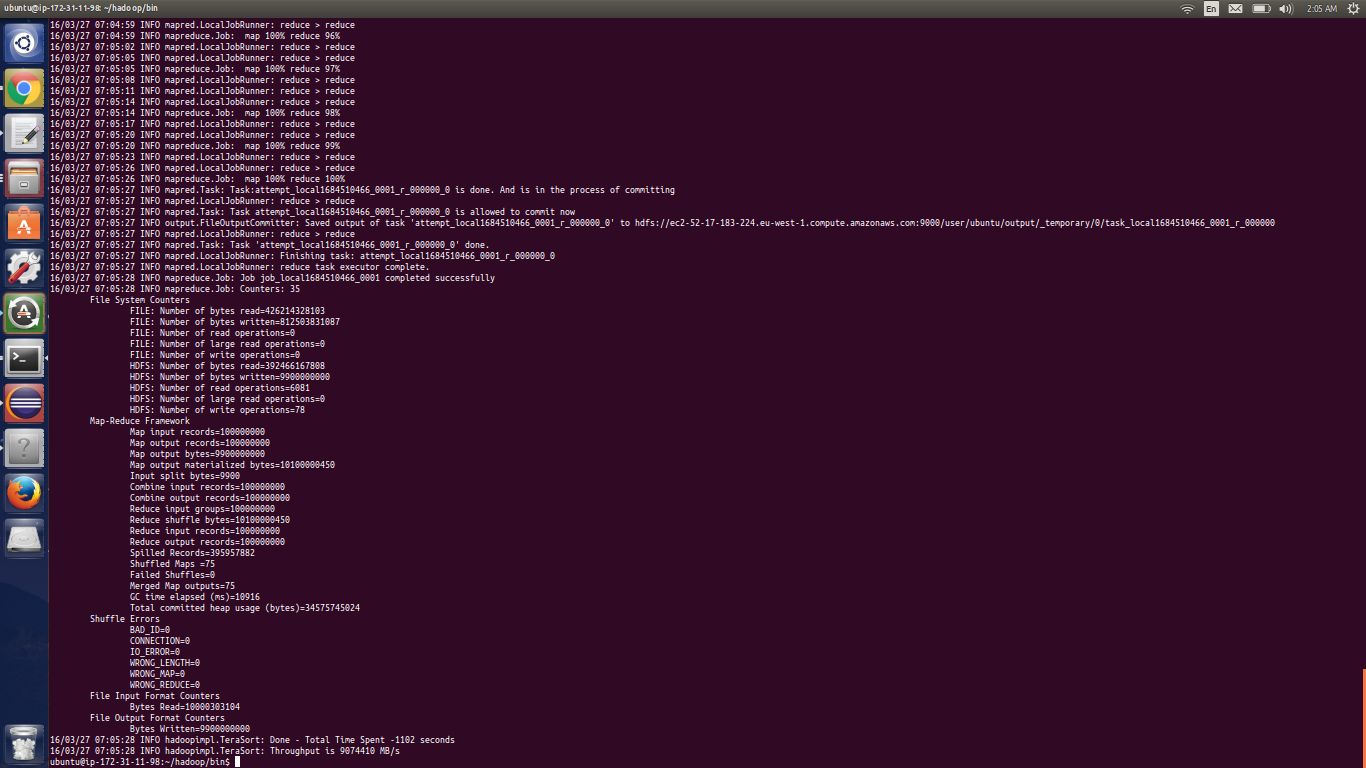 ubuntu@ip-172-31-11-98: ~/hadoop/bin
En
2:05 AM
16/03/27 07:04:59 INFO mapred.LocalJobRunner: reduce > reduce
16/03/27 07:04:59 INFO mapreduce.Job:  map 100% reduce 96%
16/03/27 07:05:02 INFO mapred.LocalJobRunner: reduce > reduce
16/03/27 07:05:05 INFO mapred.LocalJobRunner: reduce > reduce
16/03/27 07:05:05 INFO mapreduce.Job:  map 100% reduce 97%
16/03/27 07:05:08 INFO mapred.LocalJobRunner: reduce > reduce
16/03/27 07:05:11 INFO mapred.LocalJobRunner: reduce > reduce
16/03/27 07:05:14 INFO mapred.LocalJobRunner: reduce > reduce
16/03/27 07:05:14 INFO mapreduce.Job:  map 100% reduce 98%
16/03/27 07:05:17 INFO mapred.LocalJobRunner: reduce > reduce
16/03/27 07:05:20 INFO mapred.LocalJobRunner: reduce > reduce
16/03/27 07:05:20 INFO mapreduce.Job:  map 100% reduce 99%
16/03/27 07:05:23 INFO mapred.LocalJobRunner: reduce > reduce
16/03/27 07:05:26 INFO mapred.LocalJobRunner: reduce > reduce
16/03/27 07:05:26 INFO mapreduce.Job:  map 100% reduce 100%
16/03/27 07:05:27 INFO mapred.Task: Task:attempt_local1684510466_0001_r_000000_0 is done. And is in the process of committing
16/03/27 07:05:27 INFO mapred.LocalJobRunner: reduce > reduce
16/03/27 07:05:27 INFO mapred.Task: Task attempt_local1684510466_0001_r_000000_0 is allowed to commit now
16/03/27 07:05:27 INFO output.FileOutputCommitter: Saved output of task 'attempt_local1684510466_0001_r_000000_0' to hdfs://ec2-52-17-183-224.eu-west-1.compute.amazonaws.com:9000/user/ubuntu/output/_temporary/0/task_local1684510466_0001_r_000000
16/03/27 07:05:27 INFO mapred.LocalJobRunner: reduce > reduce
16/03/27 07:05:27 INFO mapred.Task: Task 'attempt_local1684510466_0001_r_000000_0' done.
16/03/27 07:05:27 INFO mapred.LocalJobRunner: Finishing task: attempt_local1684510466_0001_r_000000_0
16/03/27 07:05:27 INFO mapred.LocalJobRunner: reduce task executor complete.
16/03/27 07:05:28 INFO mapreduce.Job: Job job_local1684510466_0001 completed successfully
16/03/27 07:05:28 INFO mapreduce.Job: Counters: 35
File System Counters
FILE: Number of bytes read=426214328103
FILE: Number of bytes written=812503831087
FILE: Number of read operations=0
FILE: Number of large read operations=0
FILE: Number of write operations=0
HDFS: Number of bytes read=392466167808
HDFS: Number of bytes written=9900000000
HDFS: Number of read operations=6081
HDFS: Number of large read operations=0
HDFS: Number of write operations=78
Map-Reduce Framework
Map input records=100000000
Map output records=100000000
Map output bytes=9900000000
Map output materialized bytes=10100000450
Input split bytes=9900
Combine input records=100000000
Combine output records=100000000
Reduce input groups=100000000
Reduce shuffle bytes=10100000450
Reduce input records=100000000
Reduce output records=100000000
Spilled Records=395957882
Shuffled Maps =75
Failed Shuffles=0
Merged Map outputs=75
GC time elapsed (ms)=10916
Total committed heap usage (bytes)=34575745024
Shuffle Errors
BAD_ID=0
CONNECTION=0
IO_ERROR=0
WRONG_LENGTH=0
WRONG_MAP=0
WRONG_REDUCE=0
File Input Format Counters
Bytes Read=10000303104
File Output Format Counters
Bytes Written=9900000000
16/03/27 07:05:28 INFO hadoopimpl.TeraSort: Done - Total Time Spent -1102 seconds
16/03/27 07:05:28 INFO hadoopimpl.TeraSort: Throughput is 9074410 MB/s
ubuntu@ip-172-31-11-98:~/hadoop/bin$